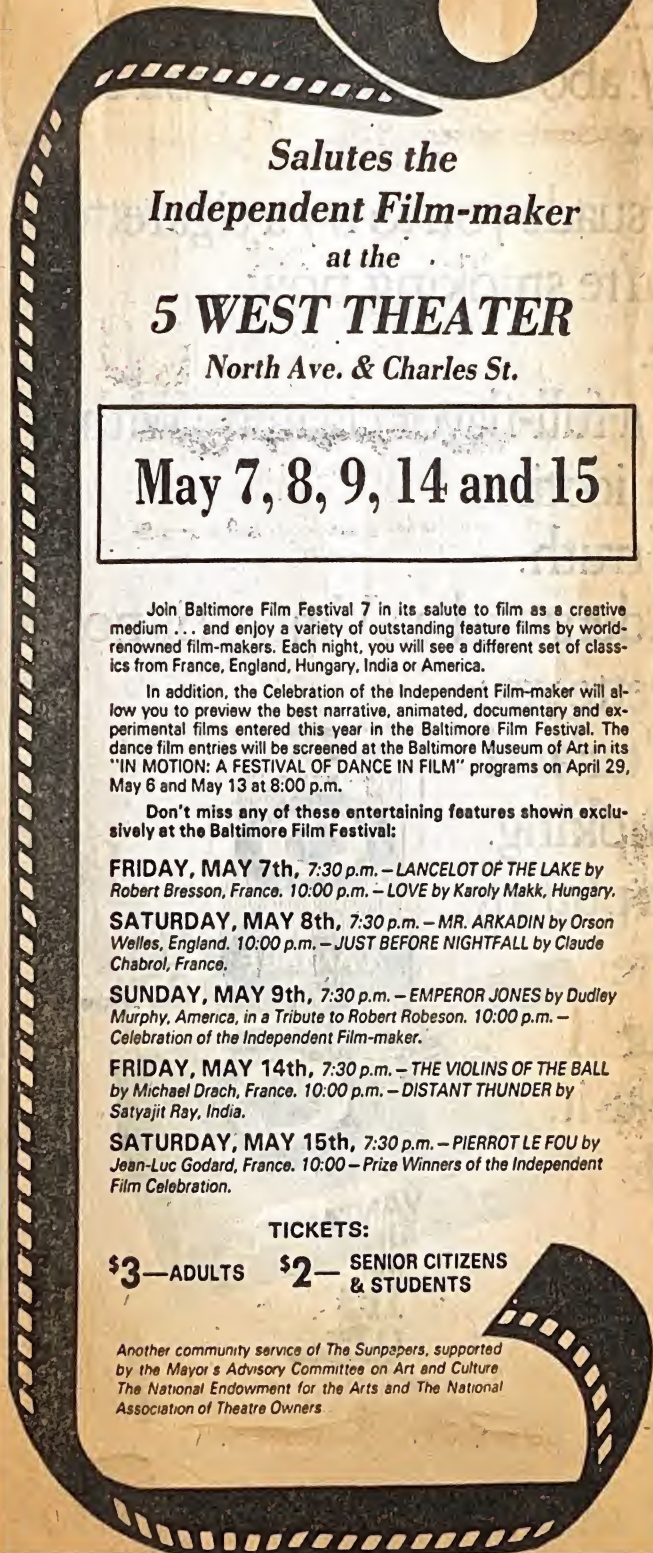 Salutes the
Independent Film-maker
at the
5 WEST THEATER
North Ave. & Charles St.
May 7, 8, 9, 14 and 15
Join Baltimore Film Festival 7 in its salute to film as a creative
medium ... and enjoy a variety of outstanding feature films by world-
renowned film-makers. Each night, you will see a different set of class-
ics from France, England, Hungary, India or America.
In addition, the Celebration of the Independent Film-maker will al-
low you to preview the best narrative, animated, documentary and ex-
perimental films entered this year in the Baltimore Film Festival. The
dance film entries will be screened at the Baltimore Museum of Art in its
"IN MOTION: A FESTIVAL OF DANCE IN FILM" programs on April 29,
May 6 and May 13 at 8:00 p.m.
Don't miss any of these entertaining features shown exclu-
sively at the Baltimore Film Festival:
FRIDAY, MAY 7th, 7:30 p.m. – LANCELOT OF THE LAKE by
Robert Bresson, France. 10:00 p.m. – LOVE by Karoly Makk, Hungary.
SATURDAY, MAY 8th, 7:30 p.m. – MR. ARKADIN by Orson
Welles, England. 10:00 p.m. – JUST BEFORE NIGHTFALL by Claude
Chabrol, France.
SUNDAY, MAY 9th, 7:30 p.m. – EMPEROR JONES by Dudley
Murphy, America, in a Tribute to Robert Robeson. 10:00 p.m. –
Celebration of the Independent Film-maker.
FRIDAY, MAY 14th, 7:30 p.m. – THE VIOLINS OF THE BALL
by Michael Drach, France. 10:00 p.m. – DISTANT THUNDER by
Satyajit Ray, India.
SATURDAY, MAY 15th, 7:30 p.m. – PIERROT LE FOU by
Jean-Luc Godard, France. 10:00 – Prize Winners of the Independent
Film Celebration.
TICKETS:
$3—ADULTS $2— SENIOR CITIZENS
& STUDENTS
Another community service of The Sunpapers, supported
by the Mayor's Advisory Committee on Art and Culture
The National Endowment for the Arts and The National
Association of Theatre Owners